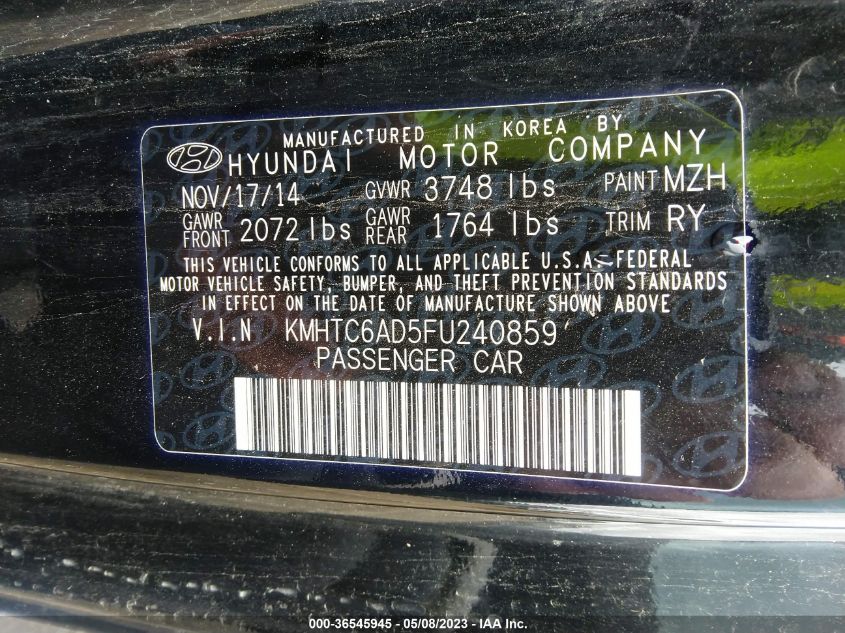 MANUFACTURED IN KOREA BY
HYUNDAI MOTOR COMPANY
NOV/17/14 GVWR 3748 lbs PAINT MZH
GAWR FRONT 2072 lbs GAWR REAR 1764 lbs TRIM RY
THIS VEHICLE CONFORMS TO ALL APPLICABLE U.S.A. FEDERAL
MOTOR VEHICLE SAFETY, BUMPER, AND THEFT PREVENTION STANDARDS
IN EFFECT ON THE DATE OF MANUFACTURE SHOWN ABOVE
V.I.N KMHTC6AD5FU240859
PASSENGER CAR
000-36545945 - 05/08/2023 - IAA Inc.